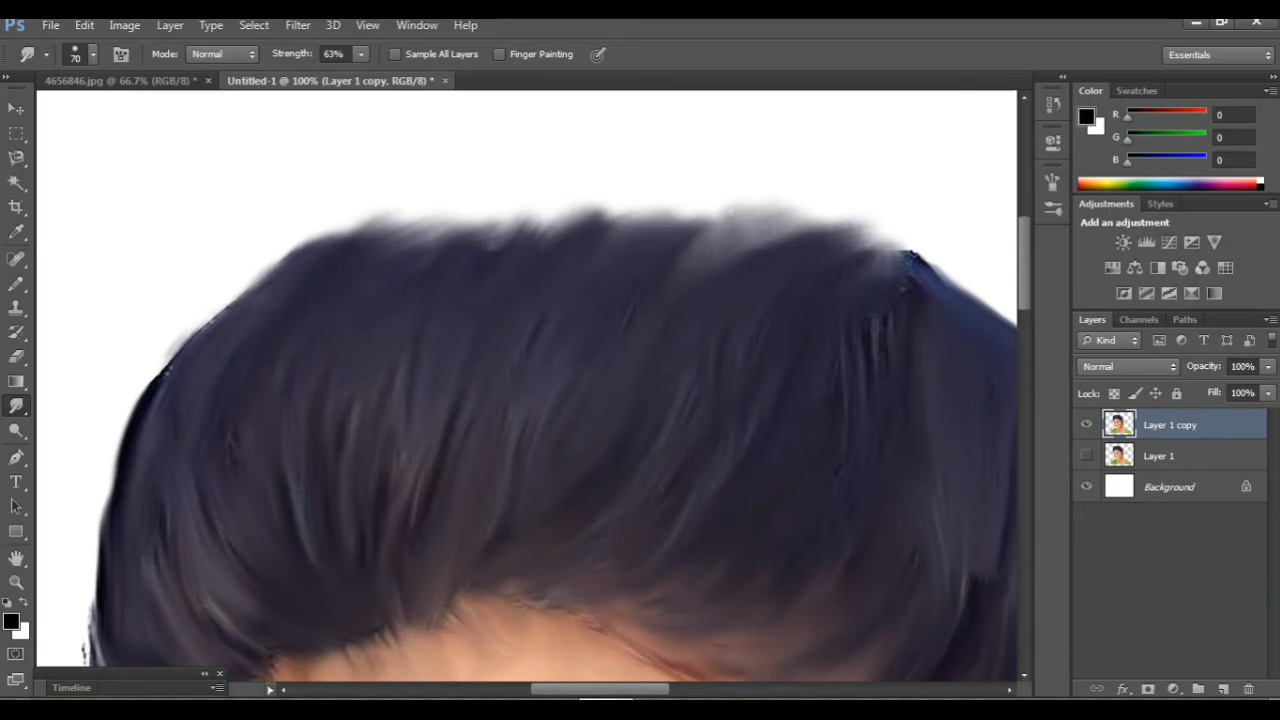 Ps File Edit Image Layer Type Select Filter 3D View Window Help
70 Mode: Normal Strength: 63% Sample All Layers Finger Painting Essentials
4656846.jpg @ 66.7% (RGB/8) * × Untitled-1 @ 100% (Layer 1 copy, RGB/8) * ×
Color Swatches
R 0
G 0
B 0
Adjustments Styles
Add an adjustment
Layers Channels Paths
Kind
Normal Opacity: 100%
Lock: Fill: 100%
Layer 1 copy
Layer 1
Background
Timeline